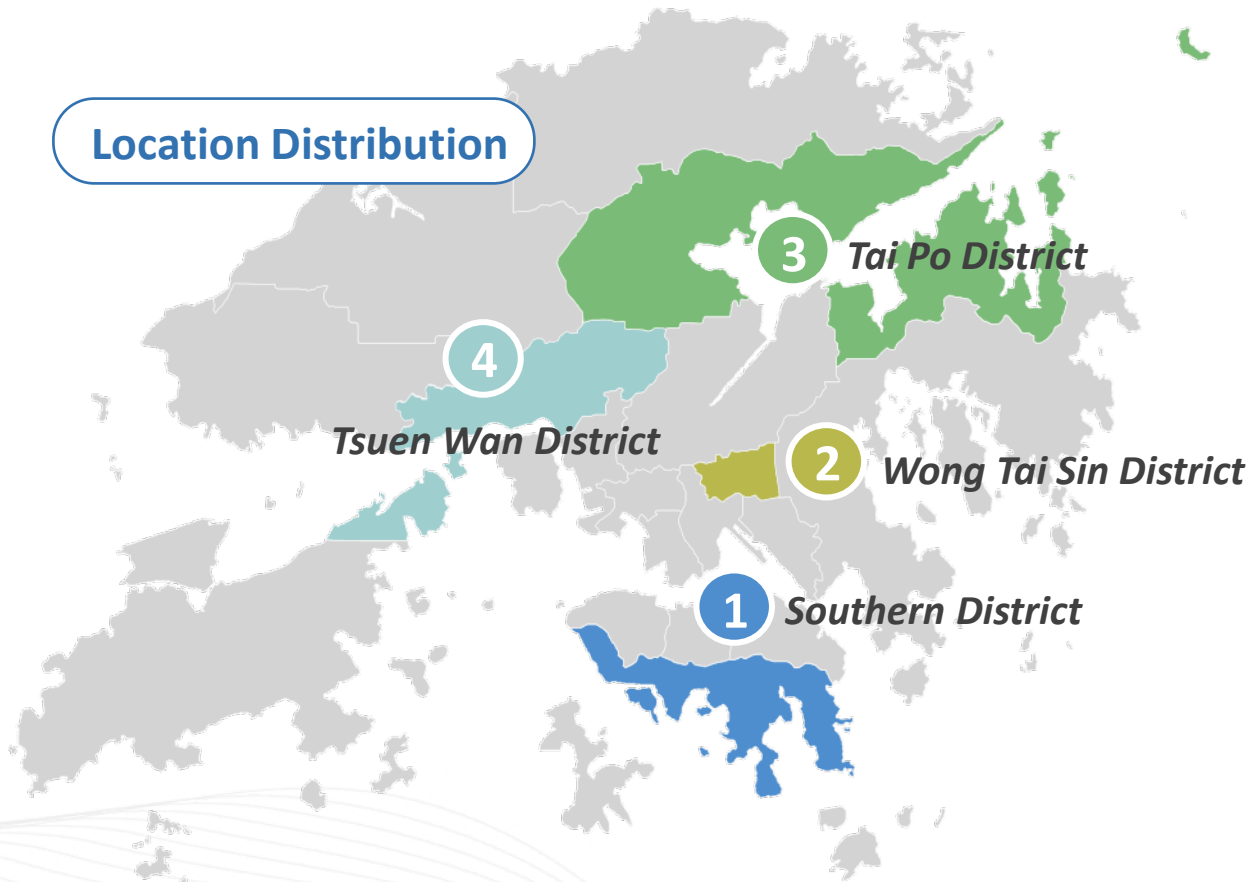 Location Distribution
3 Tai Po District
4
Tsuen Wan District
2 Wong Tai Sin District
1 Southern District